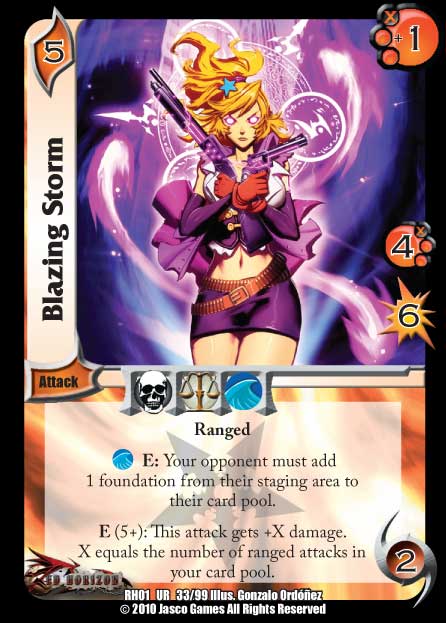 5
+1
Blazing Storm
4
6
Attack
Ranged
E: Your opponent must add
1 foundation from their staging area to
their card pool.
E (5+): This attack gets +X damage.
X equals the number of ranged attacks in
your card pool.
RED HORIZON
2
RH01 UR 33/99 Illus. Gonzalo Ordóñez
© 2010 Jasco Games All Rights Reserved